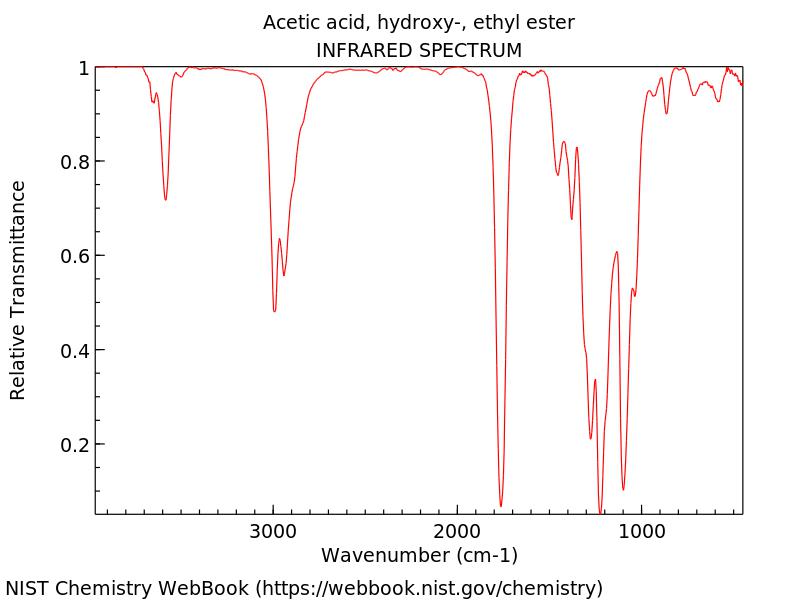 Acetic acid, hydroxy-, ethyl ester
INFRARED SPECTRUM
1
0.8
0.6
0.4
0.2
Relative Transmittance
3000 2000 1000
Wavenumber (cm-1)
NIST Chemistry WebBook (https://webbook.nist.gov/chemistry)